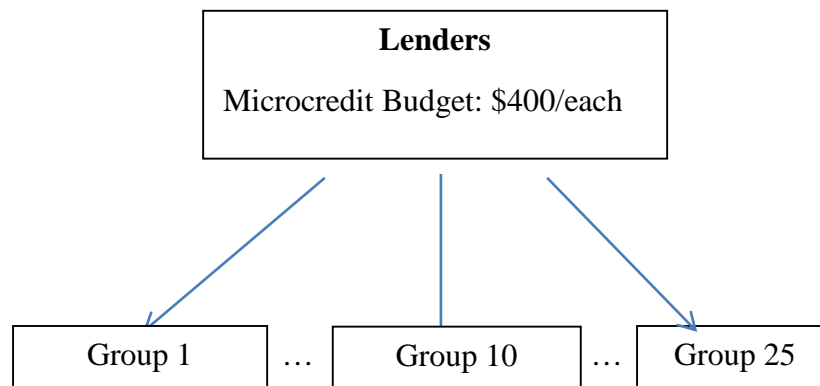 Lenders
Microcredit Budget: $400/each
Group 1 … Group 10 … Group 25